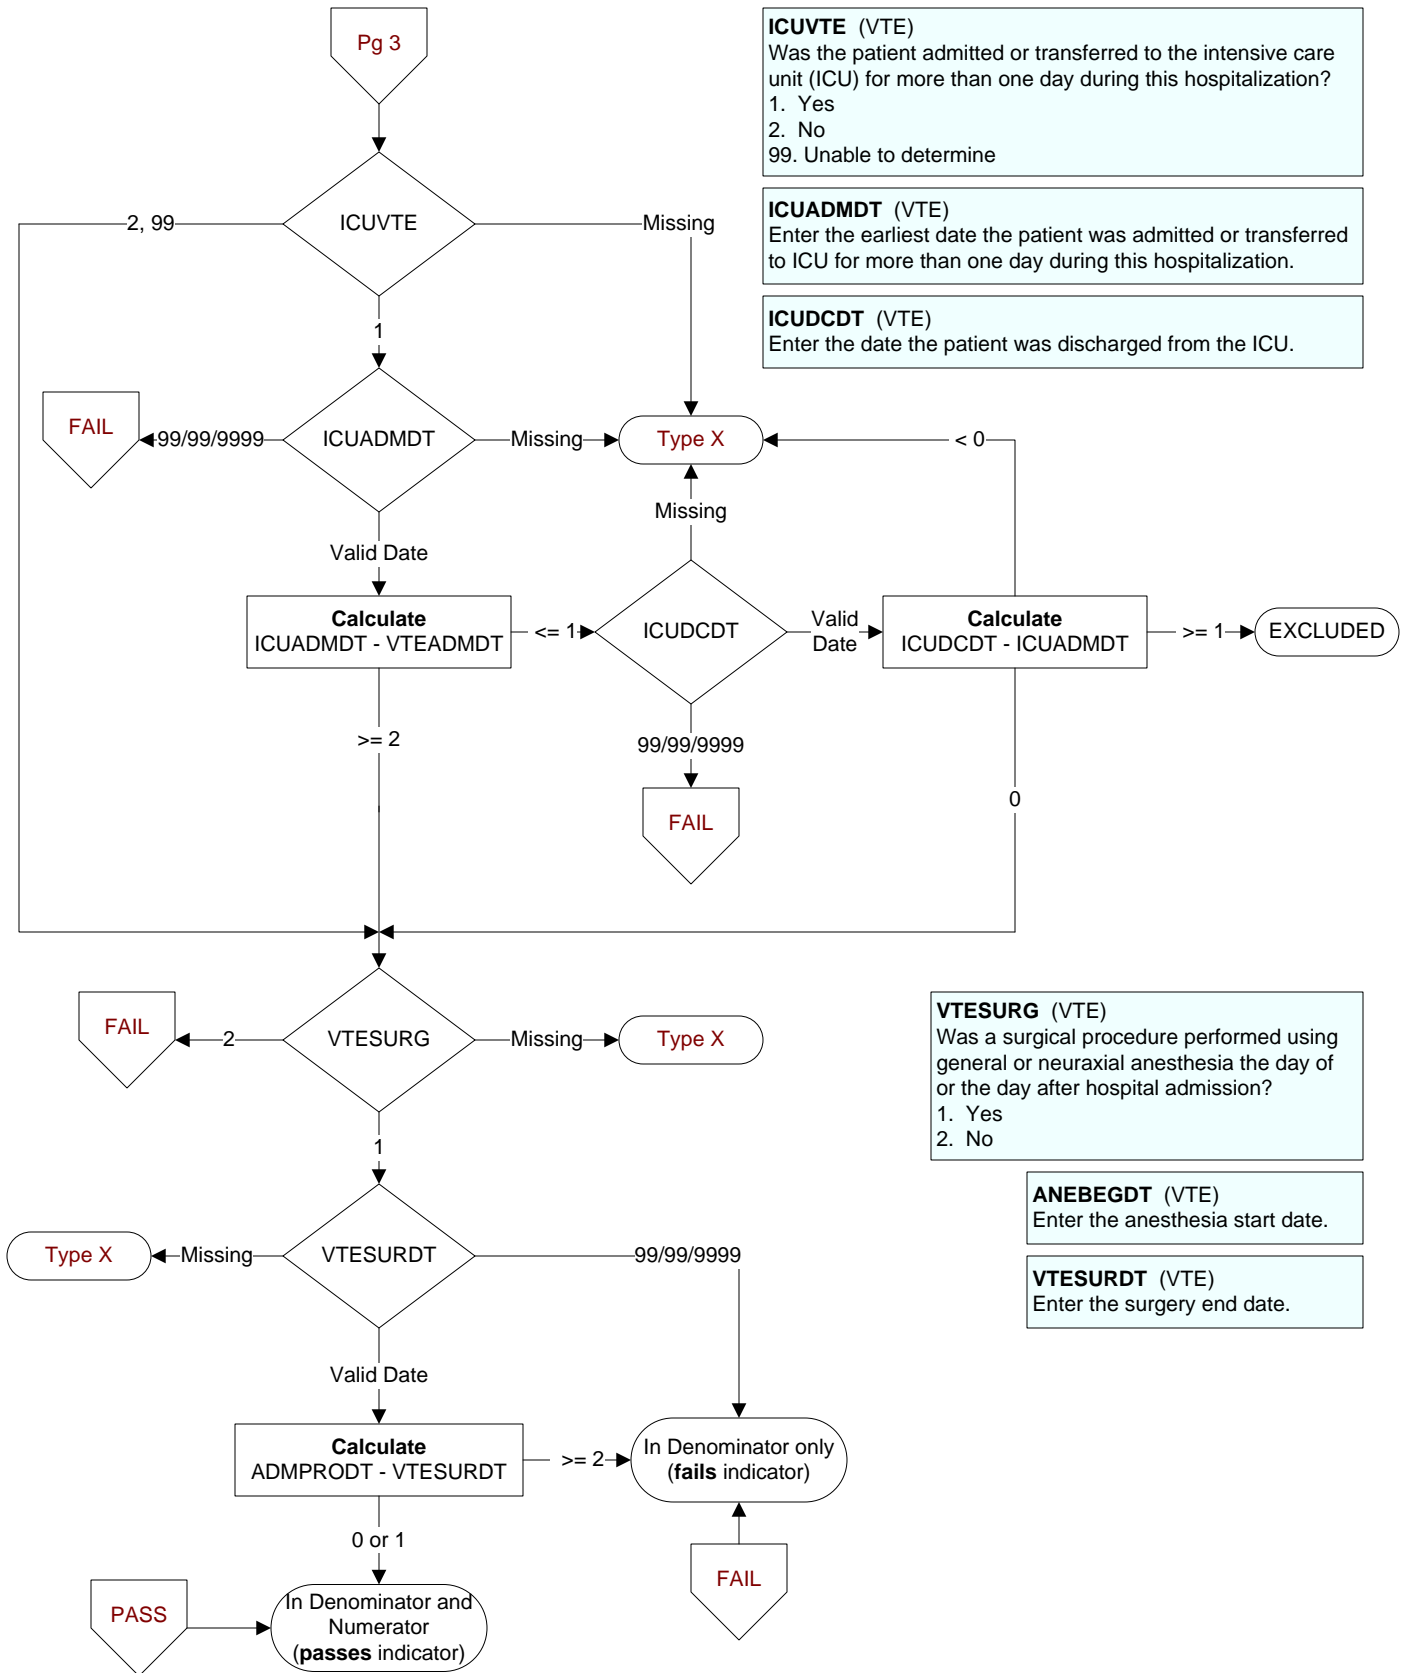 Pg 3
ICUVTE (VTE)
Was the patient admitted or transferred to the intensive care
unit (ICU) for more than one day during this hospitalization?
1. Yes
2. No
99. Unable to determine
ICUADMDT (VTE)
Enter the earliest date the patient was admitted or transferred
to ICU for more than one day during this hospitalization.
ICUDCDT (VTE)
Enter the date the patient was discharged from the ICU.
2, 99
ICUVTE
Missing
1
FAIL
99/99/9999
ICUADMDT
Missing
Type X
< 0
Missing
Valid Date
Calculate
ICUADMDT - VTEADMDT
<= 1
ICUDCDT
Valid
Date
Calculate
ICUDCDT - ICUADMDT
>= 1
EXCLUDED
>= 2
99/99/9999
0
FAIL
FAIL
2
VTESURG
Missing
Type X
VTESURG (VTE)
Was a surgical procedure performed using
general or neuraxial anesthesia the day of
or the day after hospital admission?
1. Yes
2. No
1
ANEBEGDT (VTE)
Enter the anesthesia start date.
Type X
Missing
VTESURDT
99/99/9999
VTESURDT (VTE)
Enter the surgery end date.
Valid Date
Calculate
ADMPRODT - VTESURDT
>= 2
In Denominator only
(fails indicator)
0 or 1
FAIL
PASS
In Denominator and
Numerator
(passes indicator)